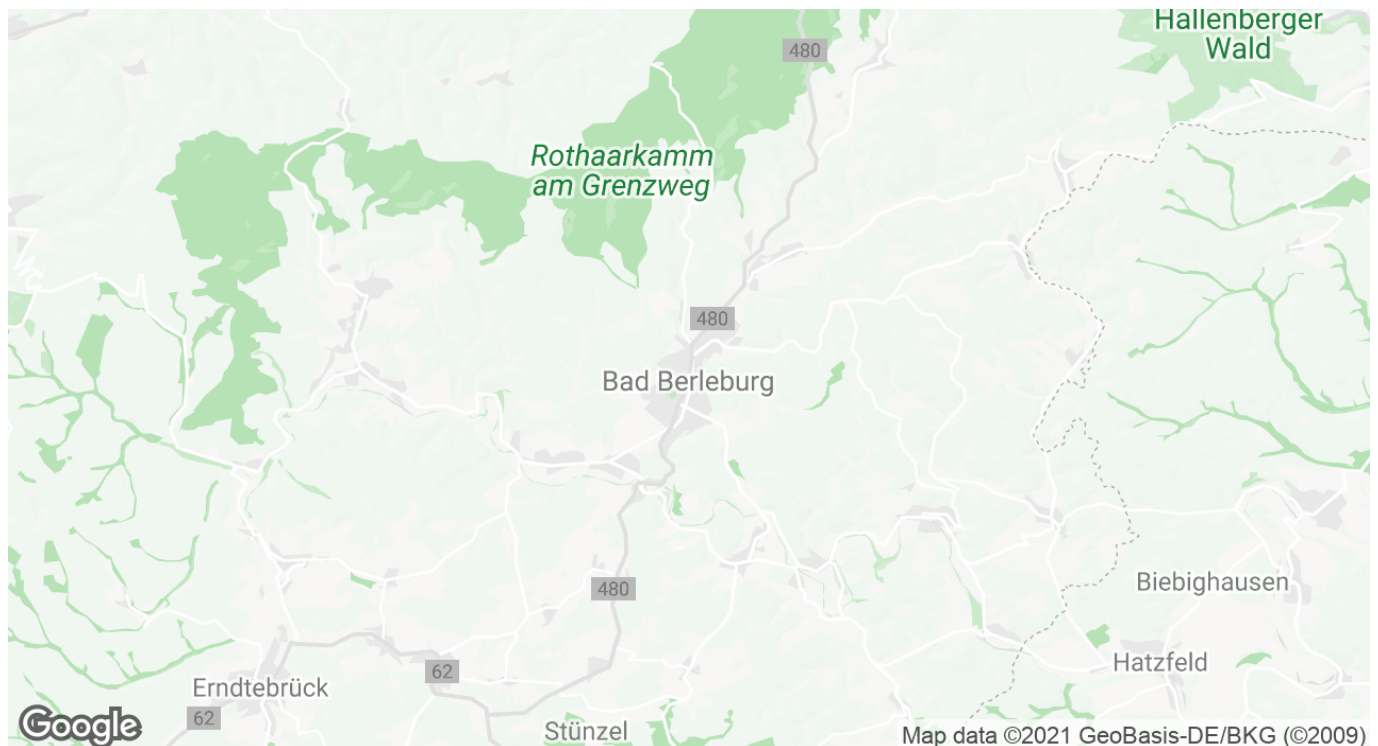 Hallenberger
Wald
480
Rothaarkamm
am Grenzweg
480
Bad Berleburg
480
Biebighausen
62
Hatzfeld
Erndtebrück
62
Stünzel
Google
Map data ©2021 GeoBasis-DE/BKG (©2009)